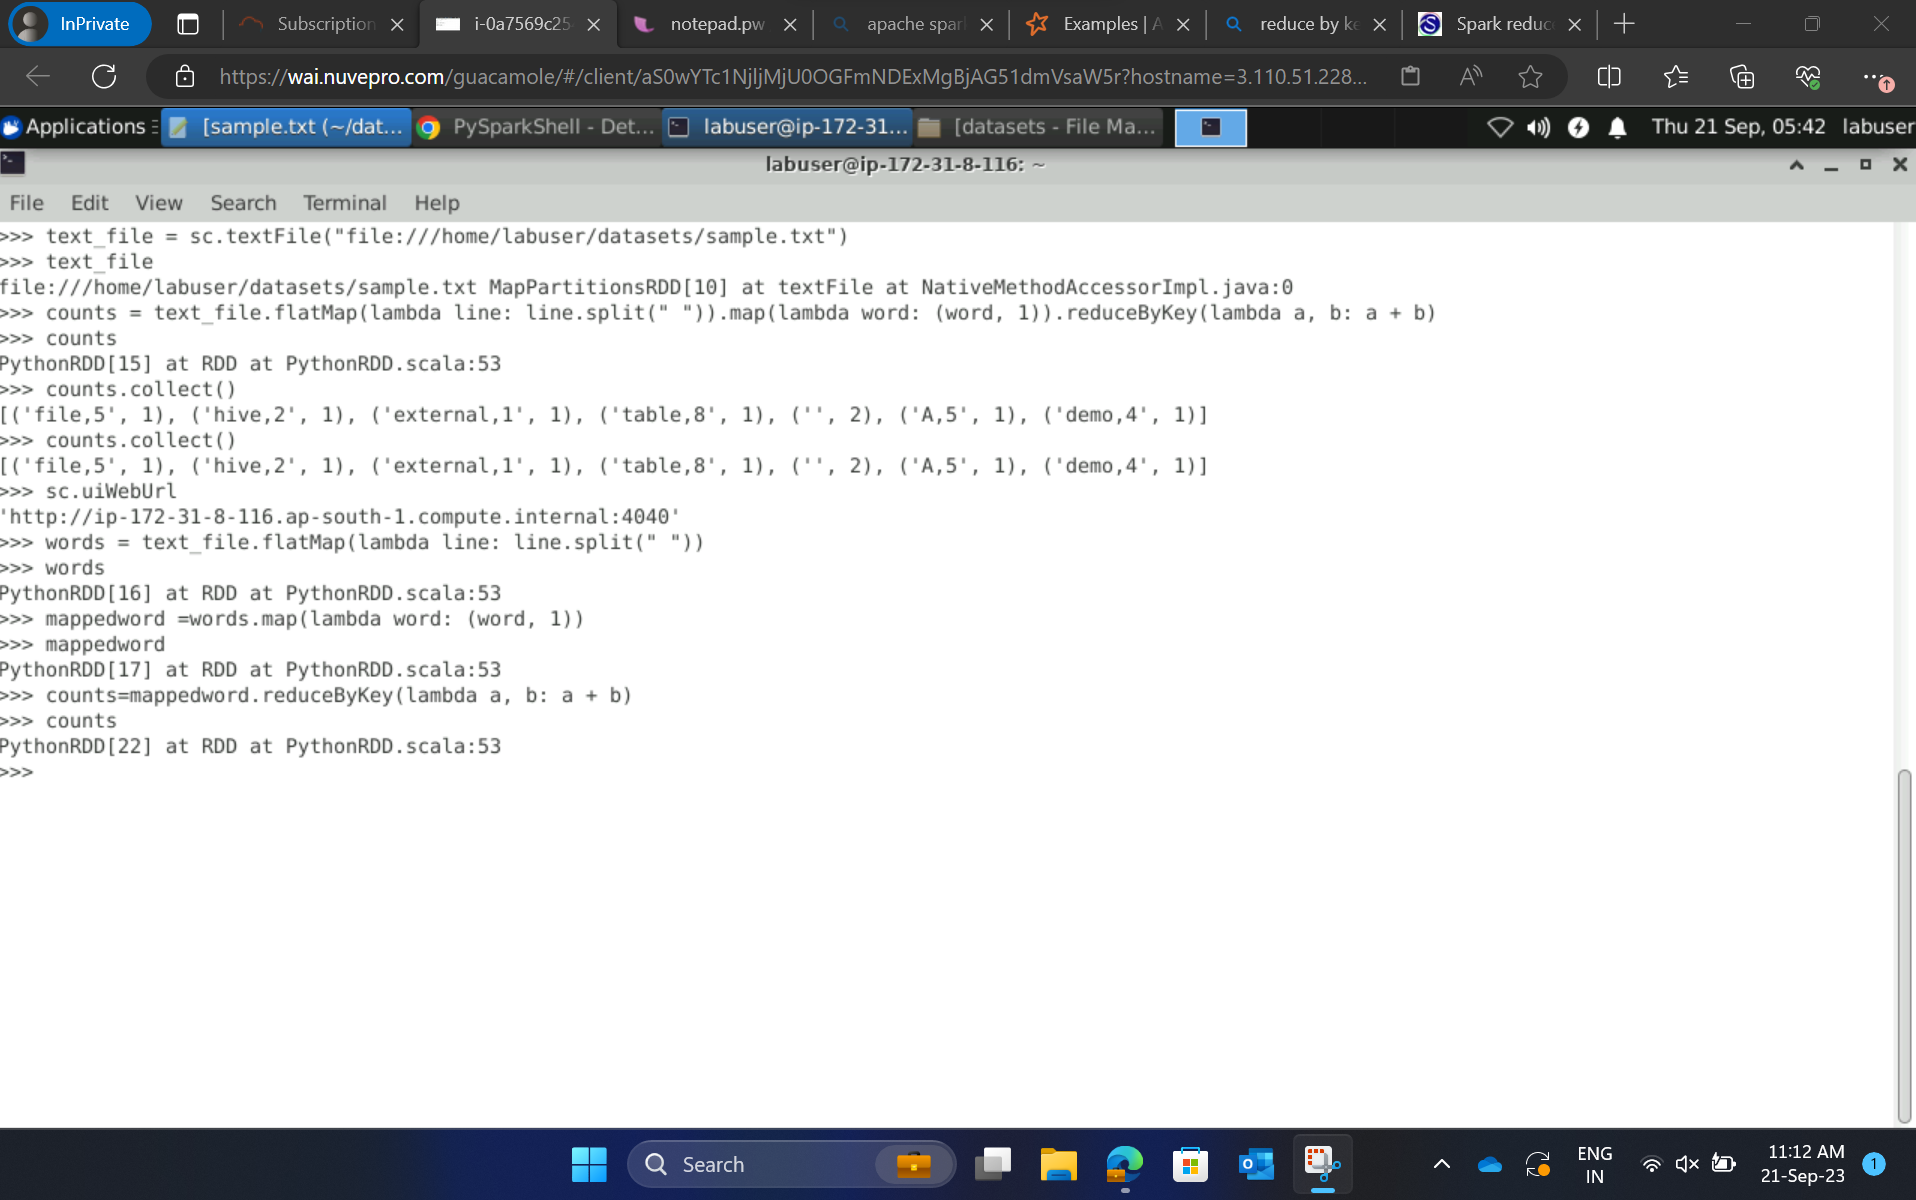 InPrivate
Subscription
i-0a7569c25
notepad.pw
apache spar
Examples | A
reduce by ke
Spark reduc
https://wai.nuvepro.com/guacamole/#/client/aS0wYTc1NjljMjU0OGFmNDExMgBjAG51dmVsaW5r?hostname=3.110.51.228...
Applications
[sample.txt (~/dat...
PySparkShell - Det...
labuser@ip-172-31...
[datasets - File Ma...
Thu 21 Sep, 05:42
labuser
labuser@ip-172-31-8-116: ~
File Edit View Search Terminal Help
>>> text_file = sc.textFile("file:///home/labuser/datasets/sample.txt")
>>> text_file
file:///home/labuser/datasets/sample.txt MapPartitionsRDD[10] at textFile at NativeMethodAccessorImpl.java:0
>>> counts = text_file.flatMap(lambda line: line.split(" ")).map(lambda word: (word, 1)).reduceByKey(lambda a, b: a + b)
>>> counts
PythonRDD[15] at RDD at PythonRDD.scala:53
>>> counts.collect()
[('file,5', 1), ('hive,2', 1), ('external,1', 1), ('table,8', 1), ('', 2), ('A,5', 1), ('demo,4', 1)]
>>> counts.collect()
[('file,5', 1), ('hive,2', 1), ('external,1', 1), ('table,8', 1), ('', 2), ('A,5', 1), ('demo,4', 1)]
>>> sc.uiWebUrl
'http://ip-172-31-8-116.ap-south-1.compute.internal:4040'
>>> words = text_file.flatMap(lambda line: line.split(" "))
>>> words
PythonRDD[16] at RDD at PythonRDD.scala:53
>>> mappedword =words.map(lambda word: (word, 1))
>>> mappedword
PythonRDD[17] at RDD at PythonRDD.scala:53
>>> counts=mappedword.reduceByKey(lambda a, b: a + b)
>>> counts
PythonRDD[22] at RDD at PythonRDD.scala:53
>>>
Search
ENG
IN
11:12 AM
21-Sep-23
1